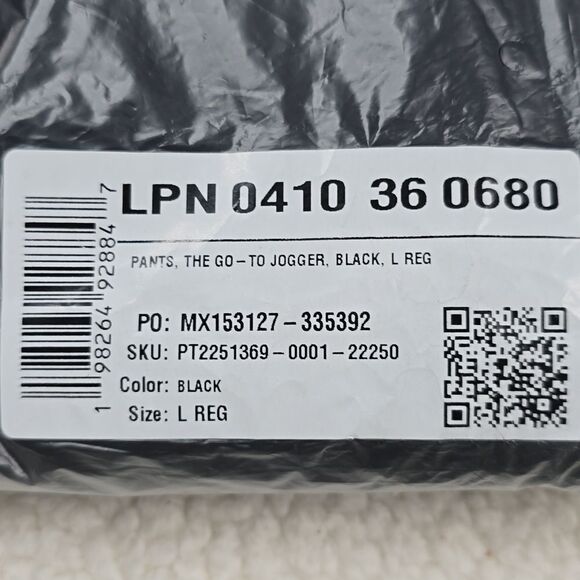 LPN 0410 36 0680
PANTS, THE GO-TO JOGGER, BLACK, L REG
PO: MX153127-335392
SKU: PT2251369-0001-22250
Color: BLACK
Size: L REG
1 98264 92884 7